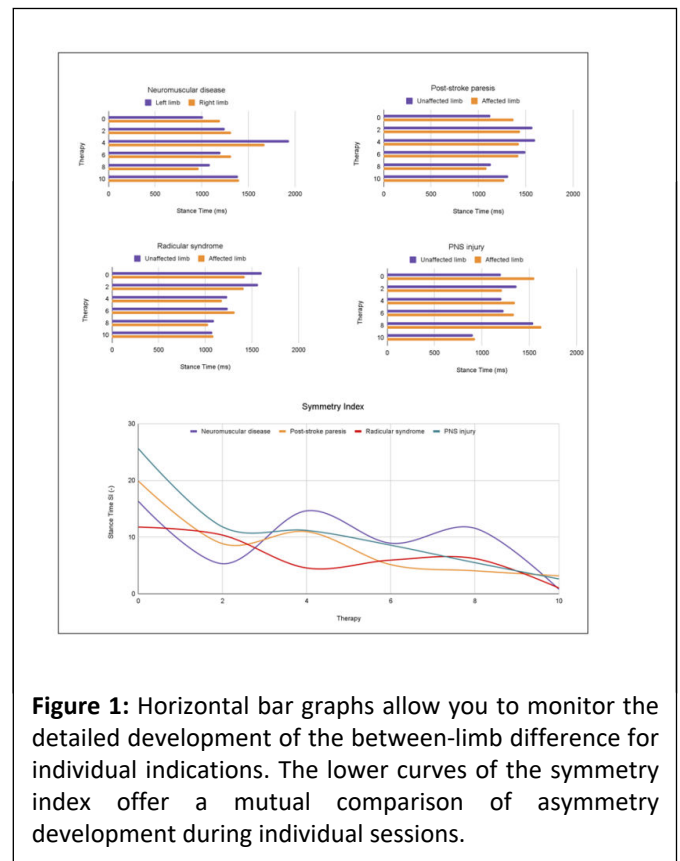 Neuromuscular disease
Left limb Right limb
Therapy
0
2
4
6
8
10
0 500 1000 1500 2000
Stance Time (ms)
Post-stroke paresis
Unaffected limb Affected limb
Therapy
0
2
4
6
8
10
0 500 1000 1500 2000
Stance Time (ms)
Radicular syndrome
Unaffected limb Affected limb
Therapy
0
2
4
6
8
10
0 500 1000 1500 2000
Stance Time (ms)
PNS injury
Unaffected limb Affected limb
Therapy
0
2
4
6
8
10
0 500 1000 1500 2000
Stance Time (ms)
Symmetry Index
Neuromuscular disease Post-stroke paresis Radicular syndrome PNS injury
Stance Time SI (-)
30
20
10
0
0 2 4 6 8 10
Therapy
Figure 1: Horizontal bar graphs allow you to monitor the
detailed development of the between-limb difference for
individual indications. The lower curves of the symmetry
index offer a mutual comparison of asymmetry
development during individual sessions.